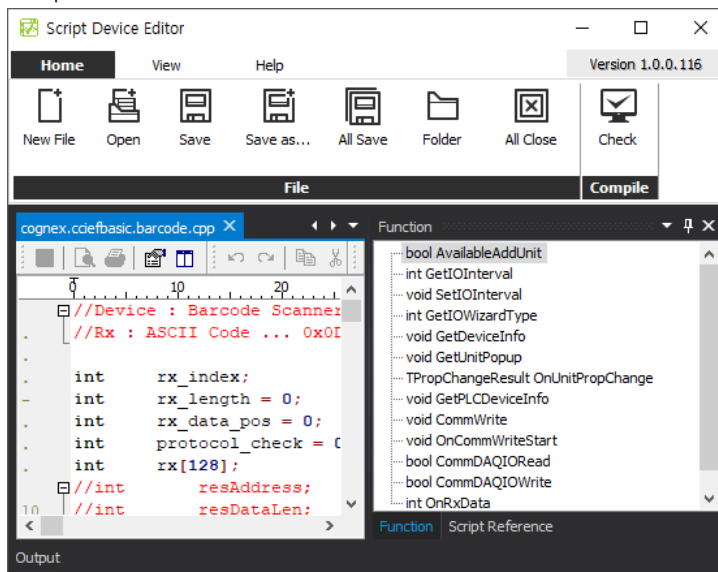 Script Device Editor
Home View Help Version 1.0.0.116
New File Open Save Save as... All Save Folder All Close Check
File Compile
cognex.cciefbasic.barcode.cpp
Function
0 10 20
//Device : Barcode Scanner
//Rx : ASCII Code ... 0x0D
int rx_index;
int rx_length = 0;
int rx_data_pos = 0;
int protocol_check = 0
int rx[128];
//int resAddress;
10 //int resDataLen;
bool AvailableAddUnit
int GetIOInterval
void SetIOInterval
int GetIOWizardType
void GetDeviceInfo
void GetUnitPopup
TPropChangeResult OnUnitPropChange
void GetPLCDeviceInfo
void CommWrite
void OnCommWriteStart
bool CommDAQIORead
bool CommDAQIOWrite
int OnRxData
Function Script Reference
Output